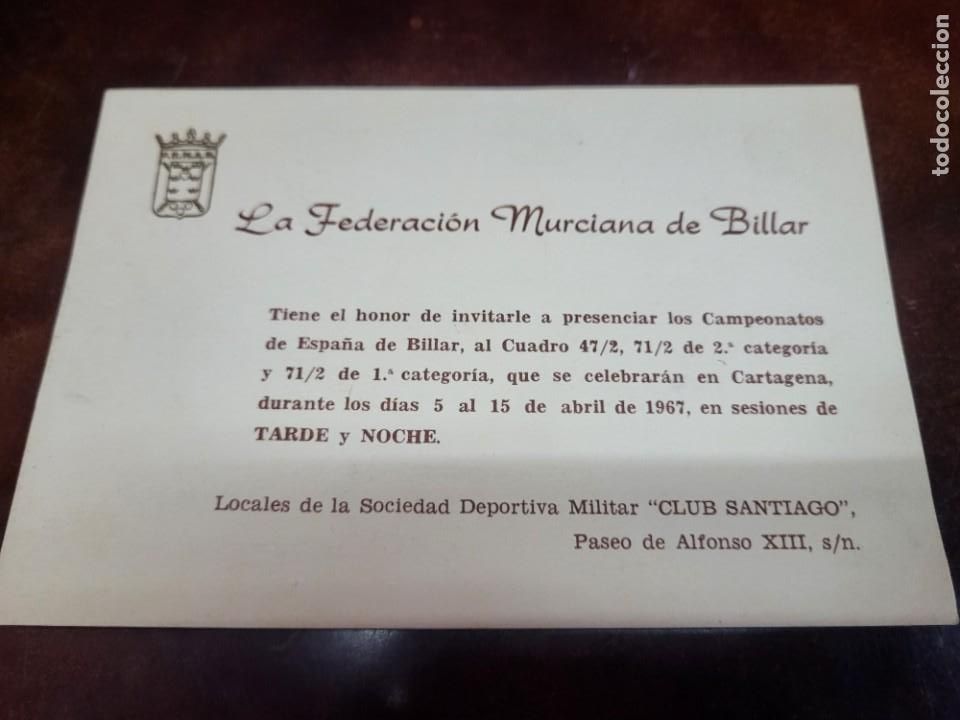 La Federación Murciana de Billar
Tiene el honor de invitarle a presenciar los Campeonatos
de España de Billar, al Cuadro 47/2, 71/2 de 2.ª categoría
y 71/2 de 1.ª categoría, que se celebrarán en Cartagena,
durante los días 5 al 15 de abril de 1967, en sesiones de
TARDE y NOCHE.
Locales de la Sociedad Deportiva Militar "CLUB SANTIAGO",
Paseo de Alfonso XIII, s/n.
todocoleccion